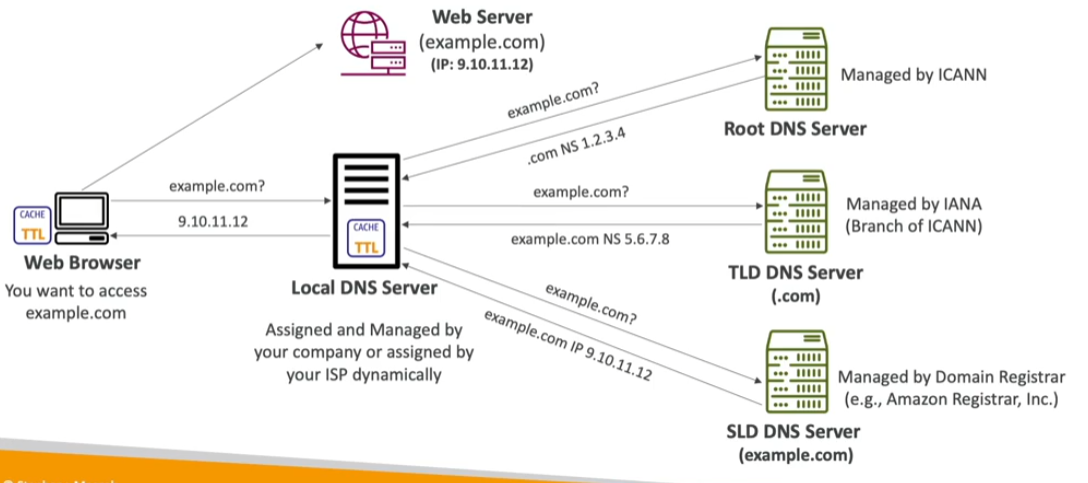 Web Server
(example.com)
(IP: 9.10.11.12)
example.com?
.com NS 1.2.3.4
Managed by ICANN
Root DNS Server
example.com?
9.10.11.12
CACHE
TTL
Web Browser
You want to access
example.com
CACHE
TTL
Local DNS Server
Assigned and Managed by
your company or assigned by
your ISP dynamically
example.com?
example.com NS 5.6.7.8
Managed by IANA
(Branch of ICANN)
TLD DNS Server
(.com)
example.com?
example.com IP 9.10.11.12
Managed by Domain Registrar
(e.g., Amazon Registrar, Inc.)
SLD DNS Server
(example.com)